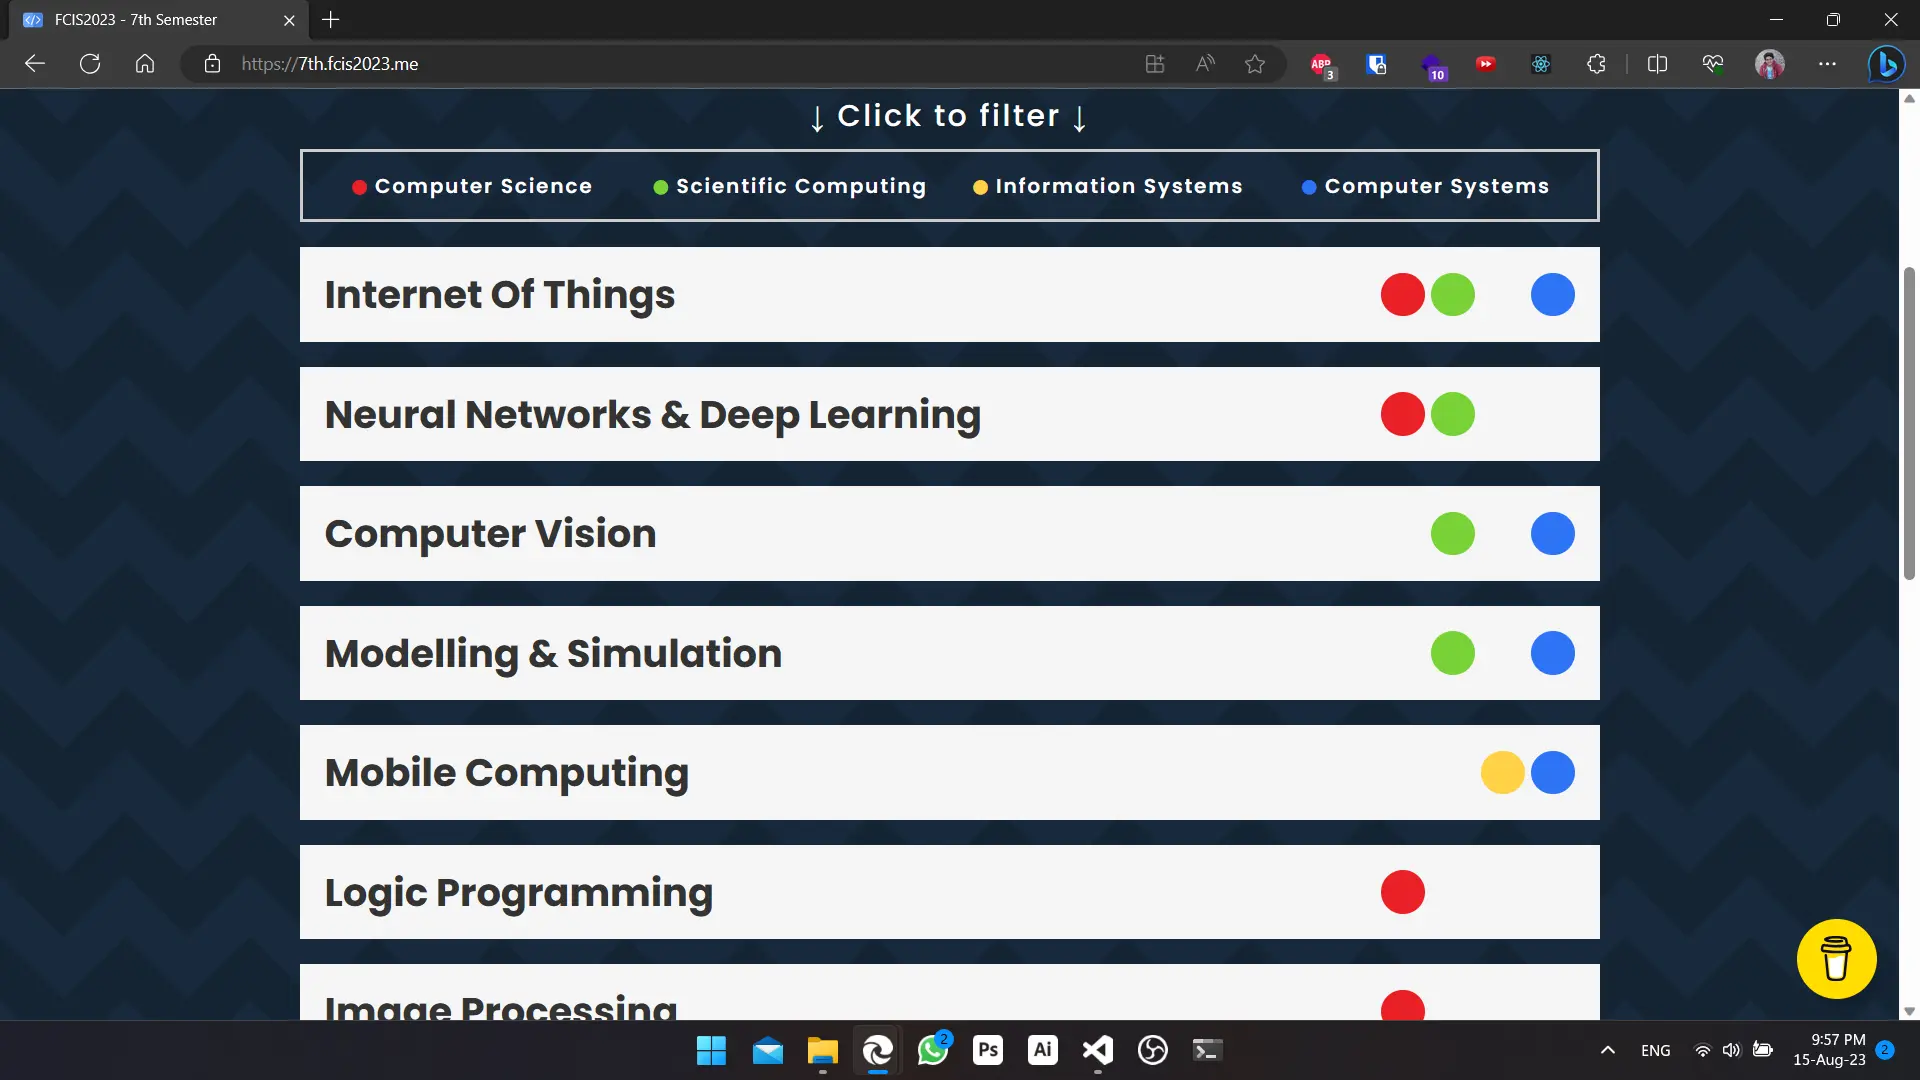 FCIS2023 - 7th Semester
https://7th.fcis2023.me
ABP
3
10
↓ Click to filter ↓
Computer Science Scientific Computing Information Systems Computer Systems
Internet Of Things
Neural Networks & Deep Learning
Computer Vision
Modelling & Simulation
Mobile Computing
Logic Programming
Image Processing
2
Ps
Ai
ENG
9:57 PM
15-Aug-23
2